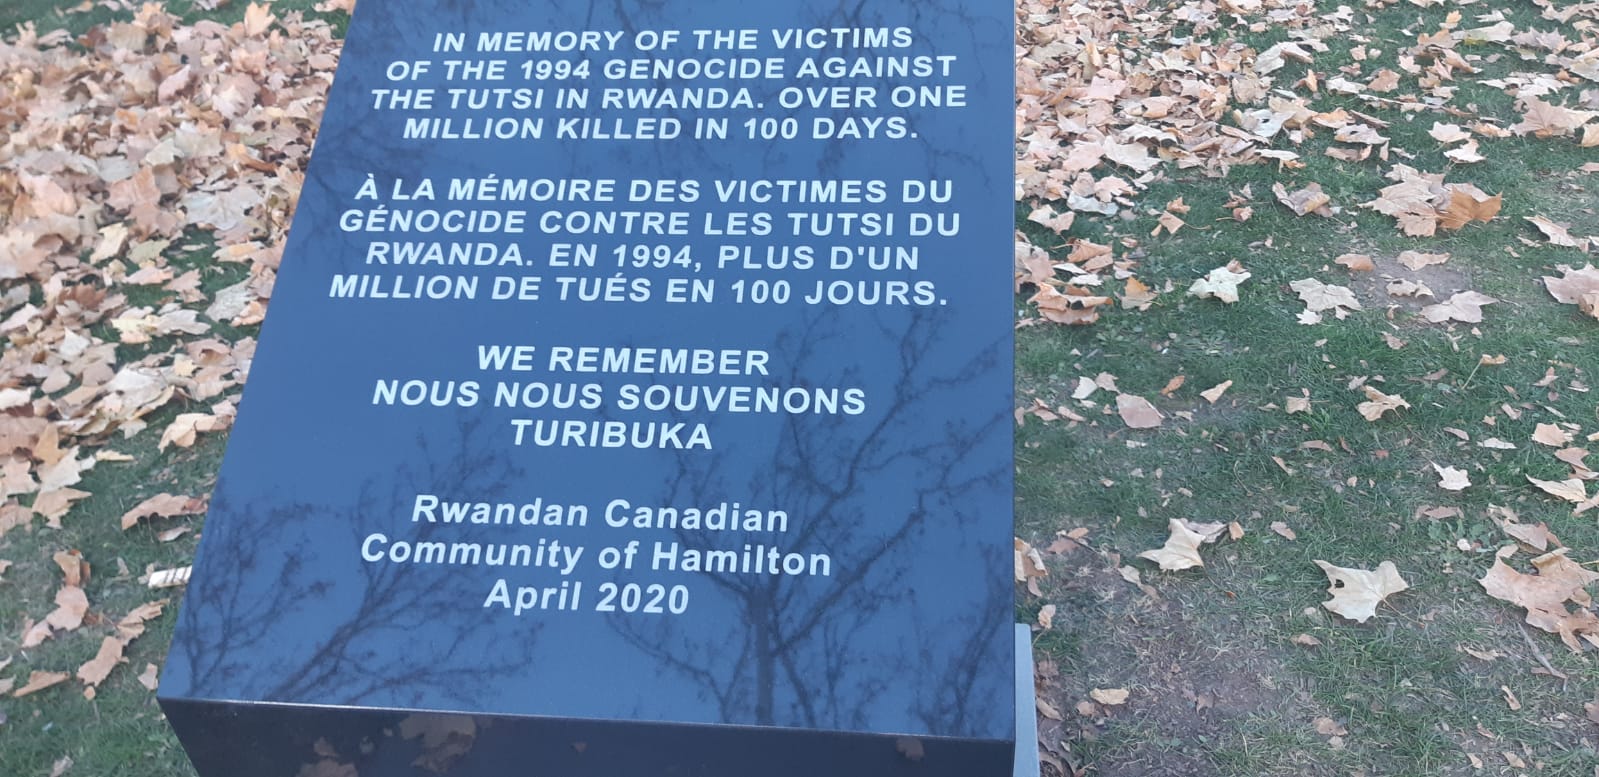 IN MEMORY OF THE VICTIMS
OF THE 1994 GENOCIDE AGAINST
THE TUTSI IN RWANDA. OVER ONE
MILLION KILLED IN 100 DAYS.
À LA MÉMOIRE DES VICTIMES DU
GÉNOCIDE CONTRE LES TUTSI DU
RWANDA. EN 1994, PLUS D'UN
MILLION DE TUÉS EN 100 JOURS.
WE REMEMBER
NOUS NOUS SOUVENONS
TURIBUKA
Rwandan Canadian
Community of Hamilton
April 2020